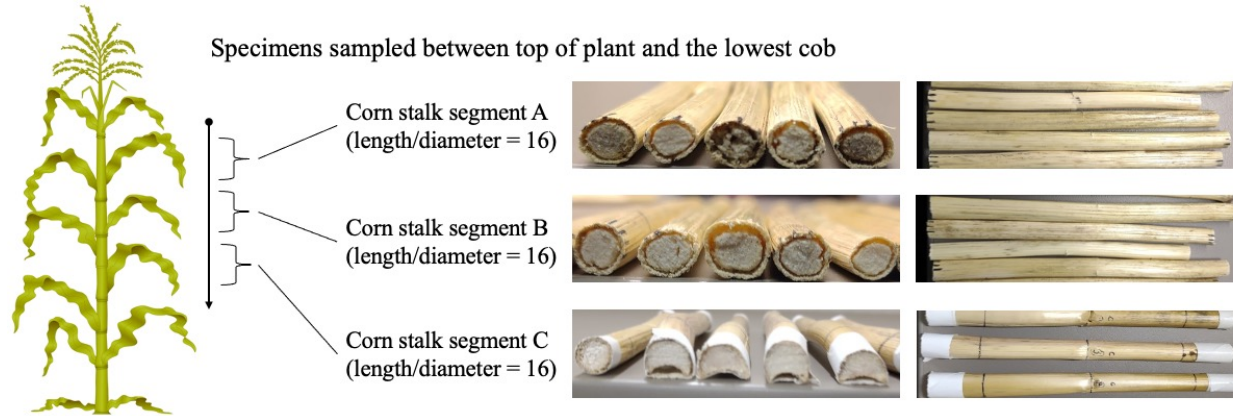 Specimens sampled between top of plant and the lowest cob
Corn stalk segment A
(length/diameter = 16)
Corn stalk segment B
(length/diameter = 16)
Corn stalk segment C
(length/diameter = 16)